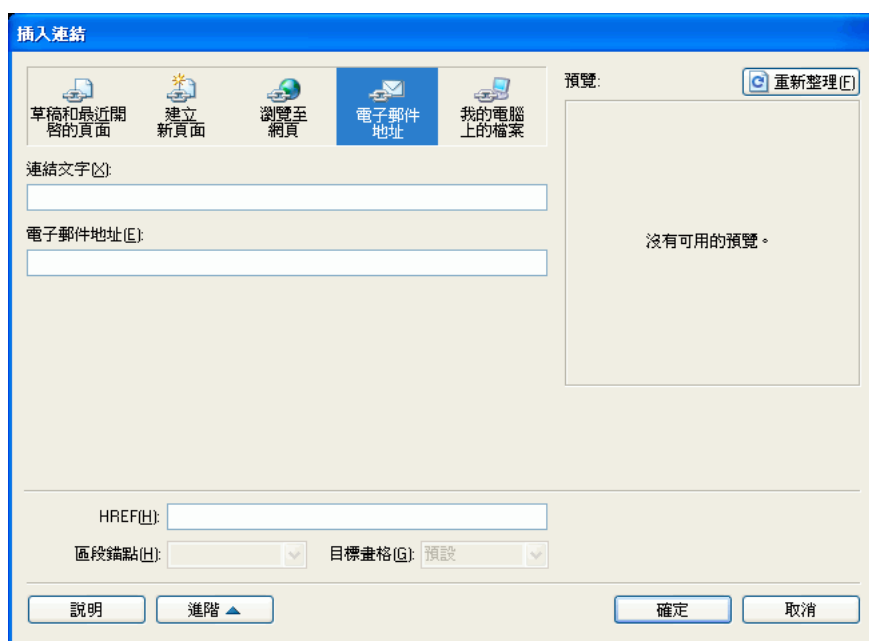 插入連結
草稿和最近開
啓的頁面
建立
新頁面
瀏覽至
網頁
電子郵件
地址
我的電腦
上的檔案
預覽:
重新整理(F)
連結文字(X):
電子郵件地址(E):
沒有可用的預覽。
HREF(H):
區段錨點(H):
目標畫格(G):
預設
說明
進階
確定
取消